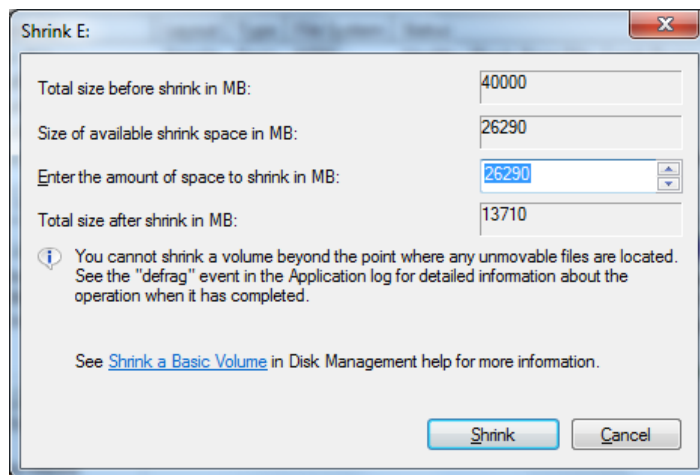 Shrink E:
Total size before shrink in MB: 40000
Size of available shrink space in MB: 26290
Enter the amount of space to shrink in MB: 26290
Total size after shrink in MB: 13710
You cannot shrink a volume beyond the point where any unmovable files are located.
See the "defrag" event in the Application log for detailed information about the
operation when it has completed.
See Shrink a Basic Volume in Disk Management help for more information.
Shrink Cancel